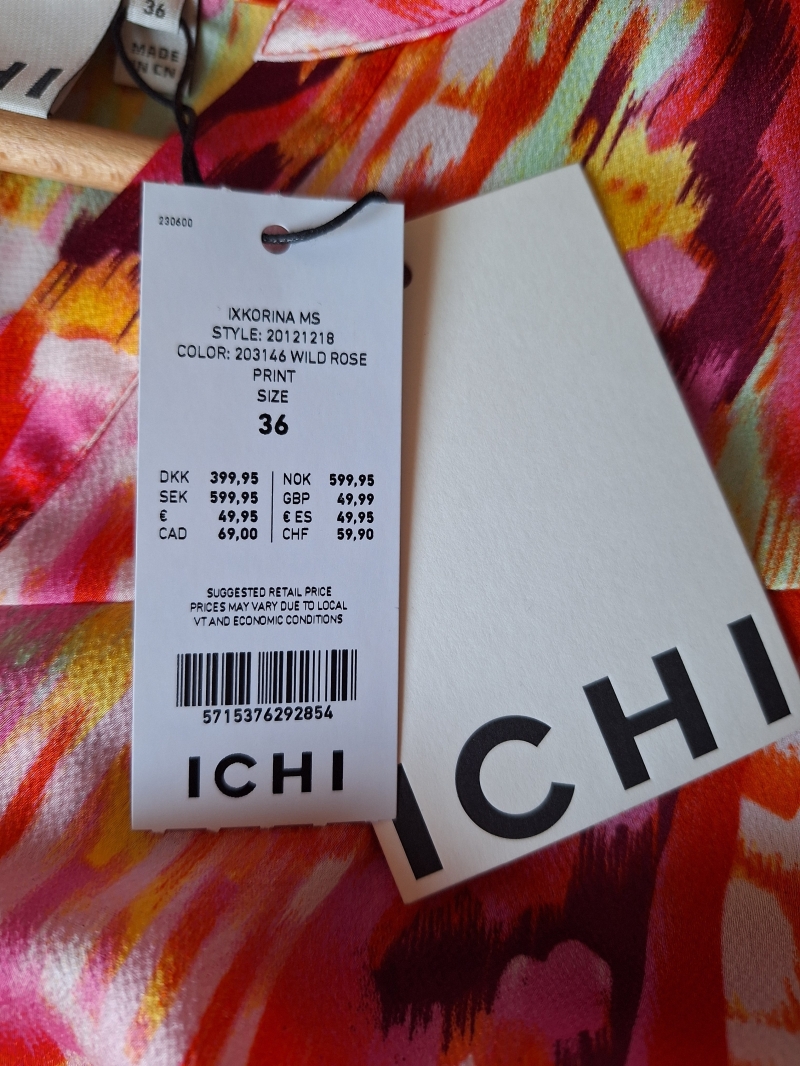 36
MADE
IN CN
230600
IXKORINA MS
STYLE: 20121218
COLOR: 203146 WILD ROSE
PRINT
SIZE
36
DKK 399,95 NOK 599,95
SEK 599,95 GBP 49,99
€ 49,95 € ES 49,95
CAD 69,00 CHF 59,90
SUGGESTED RETAIL PRICE
PRICES MAY VARY DUE TO LOCAL
VT AND ECONOMIC CONDITIONS
5715376292854
ICHI
ICHI